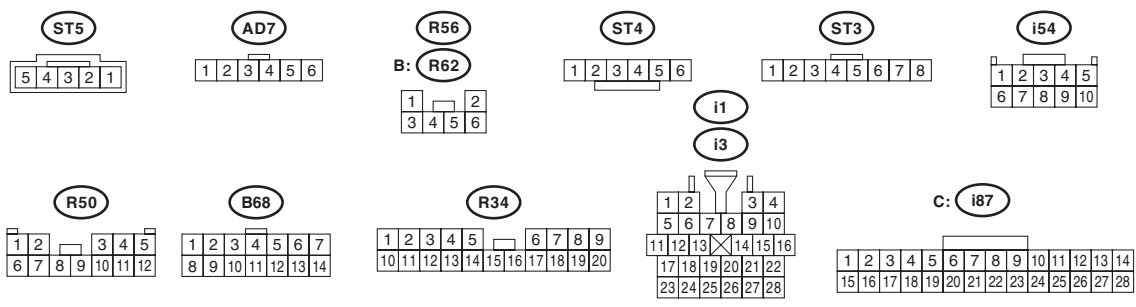 ST5
5 4 3 2 1
AD7
1 2 3 4 5 6
R56
B: R62
1 2
3 4 5 6
ST4
1 2 3 4 5 6
ST3
1 2 3 4 5 6 7 8
i54
1 2 3 4 5
6 7 8 9 10
R50
1 2 3 4 5
6 7 8 9 10 11 12
B68
1 2 3 4 5 6 7
8 9 10 11 12 13 14
R34
1 2 3 4 5 6 7 8 9
10 11 12 13 14 15 16 17 18 19 20
i1
i3
1 2 3 4
5 6 7 8 9 10
11 12 13 14 15 16
17 18 19 20 21 22
23 24 25 26 27 28
C: i87
1 2 3 4 5 6 7 8 9 10 11 12 13 14
15 16 17 18 19 20 21 22 23 24 25 26 27 28